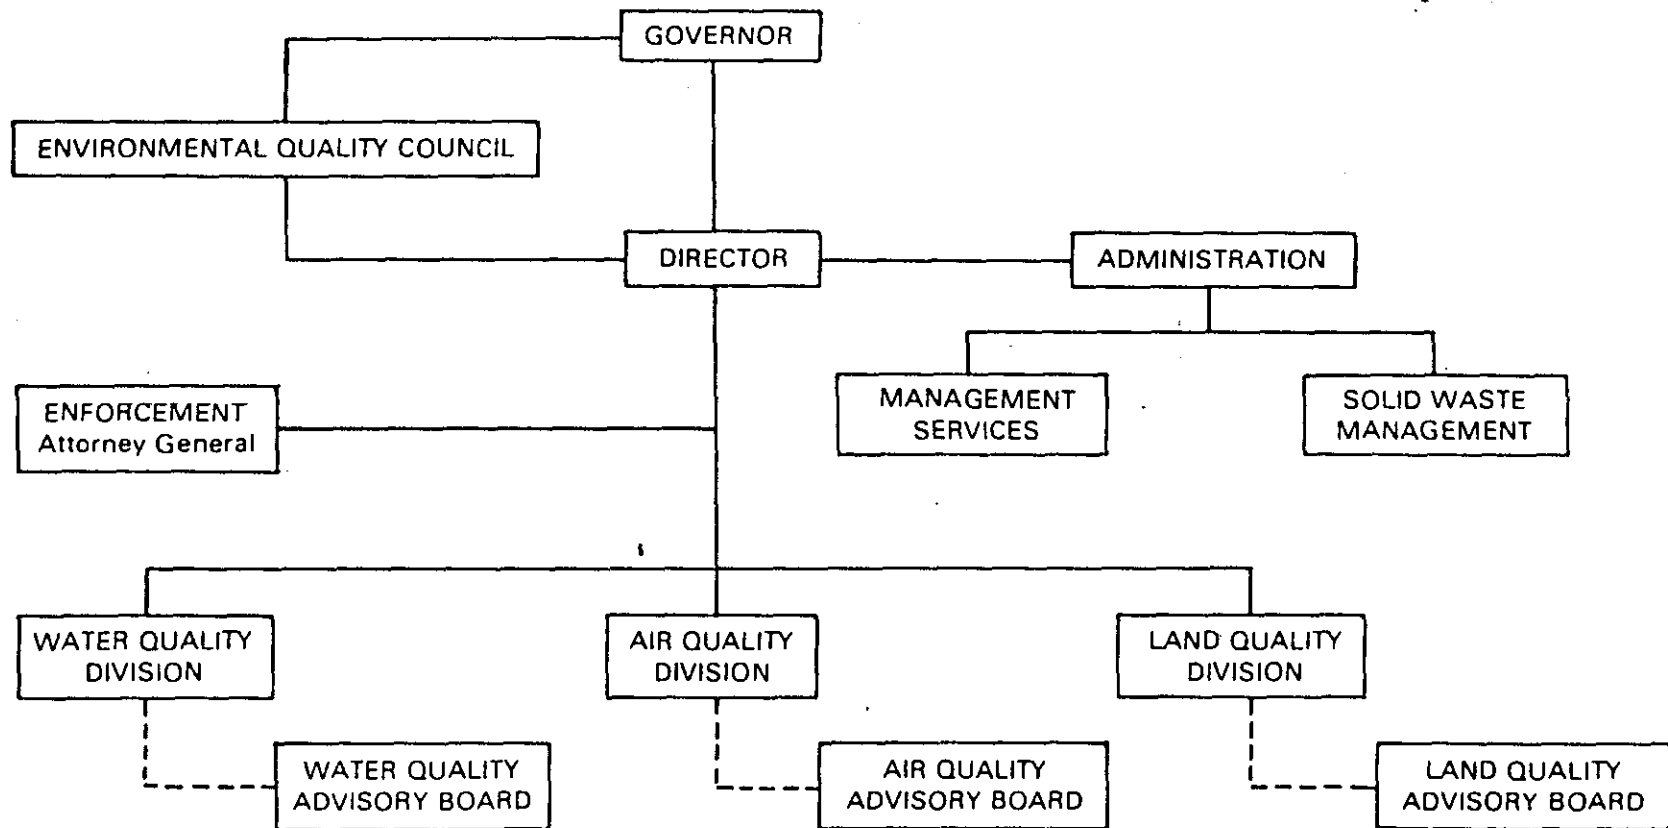 GOVERNOR
ENVIRONMENTAL QUALITY COUNCIL
DIRECTOR
ADMINISTRATION
ENFORCEMENT
Attorney General
MANAGEMENT
SERVICES
SOLID WASTE
MANAGEMENT
WATER QUALITY
DIVISION
AIR QUALITY
DIVISION
LAND QUALITY
DIVISION
WATER QUALITY
ADVISORY BOARD
AIR QUALITY
ADVISORY BOARD
LAND QUALITY
ADVISORY BOARD